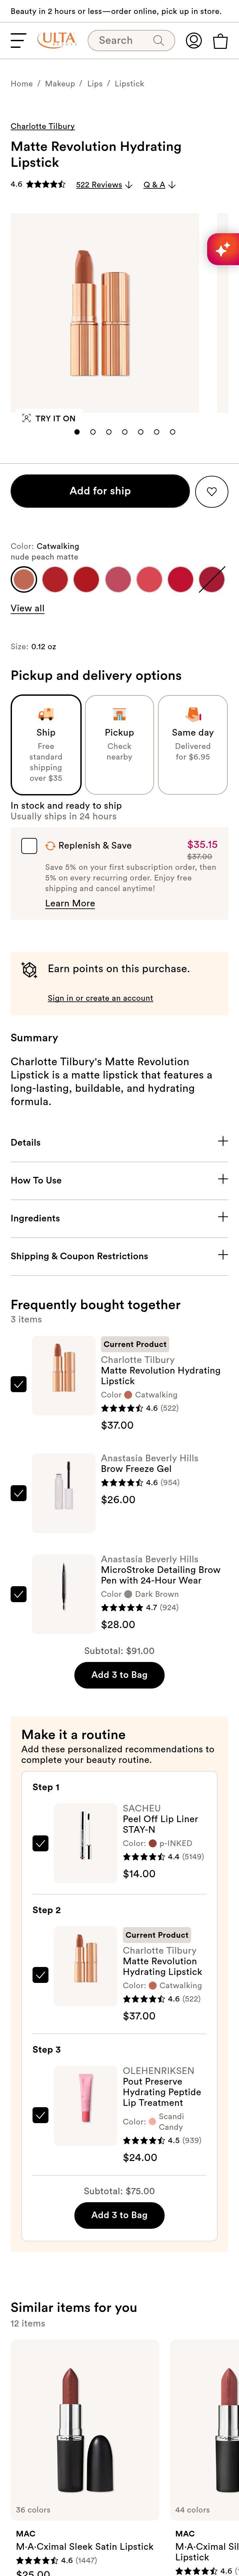 Beauty in 2 hours or less—order online, pick up in store.
ULTA
Search
Home / Makeup / Lips / Lipstick
Charlotte Tilbury
Matte Revolution Hydrating
Lipstick
4.6 522 Reviews Q & A
TRY IT ON
Add for ship
Color: Catwalking
nude peach matte
View all
Size: 0.12 oz
Pickup and delivery options
Ship
Free
standard
shipping
over $35
Pickup
Check
nearby
Same day
Delivered
for $6.95
In stock and ready to ship
Usually ships in 24 hours
Replenish & Save
$35.15
$37.00
Save 5% on your first subscription order, then
5% on every recurring order. Enjoy free
shipping and cancel anytime!
Learn More
Earn points on this purchase.
Sign in or create an account
Summary
Charlotte Tilbury's Matte Revolution
Lipstick is a matte lipstick that features a
long-lasting, buildable, and hydrating
formula.
Details
How To Use
Ingredients
Shipping & Coupon Restrictions
Frequently bought together
3 items
Current Product
Charlotte Tilbury
Matte Revolution Hydrating
Lipstick
Color Catwalking
4.6 (522)
$37.00
Anastasia Beverly Hills
Brow Freeze Gel
4.6 (954)
$26.00
Anastasia Beverly Hills
MicroStroke Detailing Brow
Pen with 24-Hour Wear
Color Dark Brown
4.7 (924)
$28.00
Subtotal: $91.00
Add 3 to Bag
Make it a routine
Add these personalized recommendations to
complete your beauty routine.
Step 1
SACHEU
Peel Off Lip Liner
STAY-N
Color: p-INKED
4.4 (5149)
$14.00
Step 2
Current Product
Charlotte Tilbury
Matte Revolution
Hydrating Lipstick
Color: Catwalking
4.6 (522)
$37.00
Step 3
OLEHENRIKSEN
Pout Preserve
Hydrating Peptide
Lip Treatment
Color: Scandi
Candy
4.5 (939)
$24.00
Subtotal: $75.00
Add 3 to Bag
Similar items for you
12 items
36 colors
MAC
M·A·Cximal Sleek Satin Lipstick
4.6 (1447)
$25.00
44 colors
MAC
M·A·Cximal Sil
Lipstick
4.6